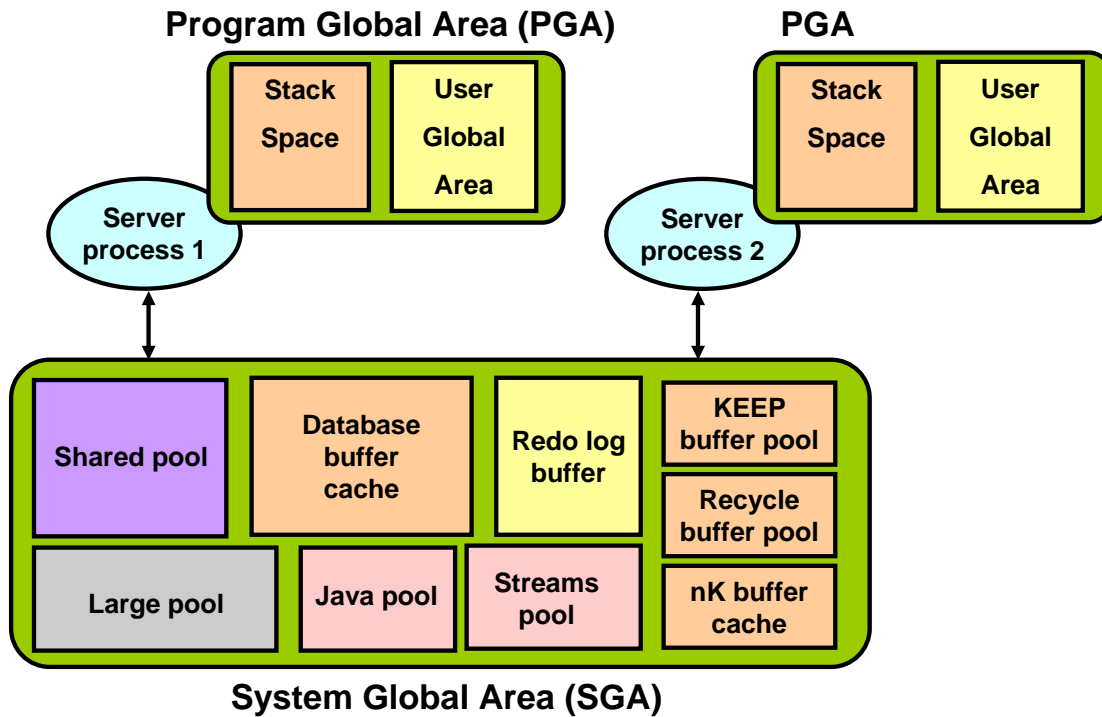 Program Global Area (PGA)
PGA
Stack
Space
User
Global
Area
Stack
Space
User
Global
Area
Server
process 1
Server
process 2
Shared pool
Database
buffer
cache
Redo log
buffer
KEEP
buffer pool
Recycle
buffer pool
nK buffer
cache
Large pool
Java pool
Streams
pool
System Global Area (SGA)